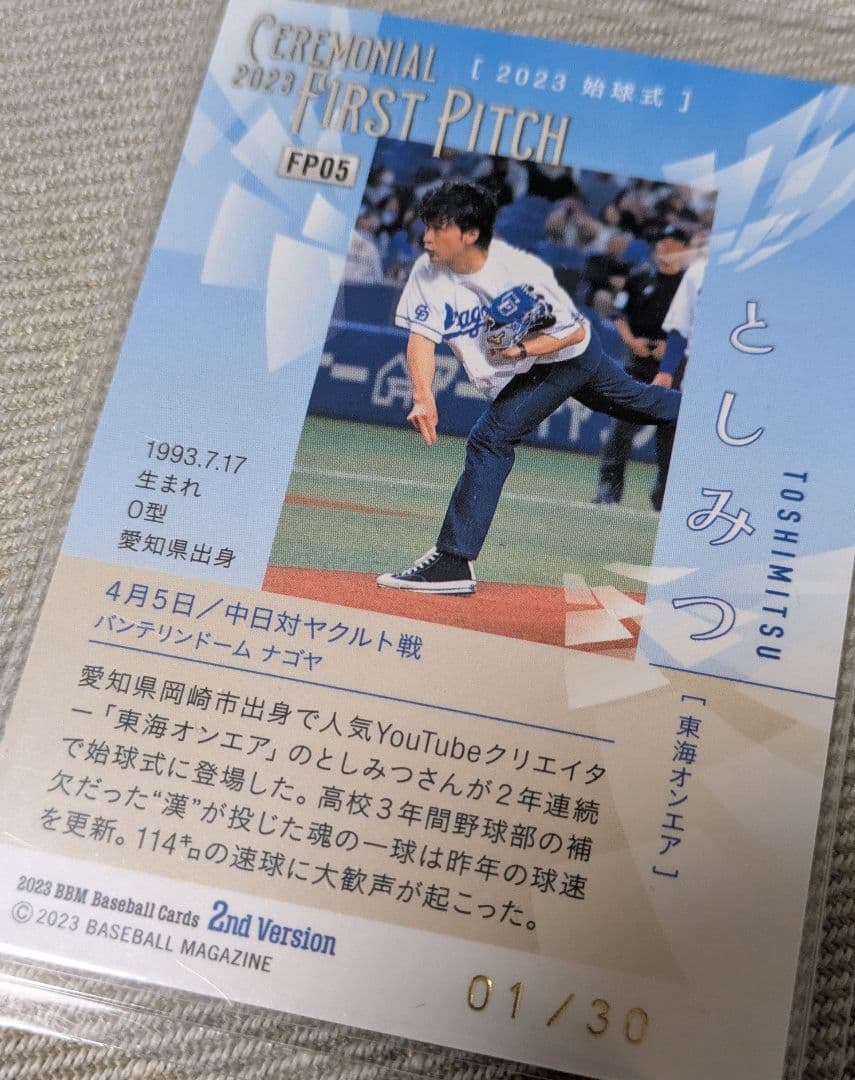 CEREMONIAL
2023 FIRST PITCH
[ 2023 始球式 ]
FP05
としみつ
TOSHIMITSU
[ 東海オンエア ]
1993.7.17
生まれ
O型
愛知県出身
4月5日／中日対ヤクルト戦
バンテリンドーム ナゴヤ
愛知県岡崎市出身で人気YouTubeクリエイタ
ー「東海オンエア」のとしみつさんが2年連続
で始球式に登場した。高校3年間野球部の補
欠だった“漢”が投じた魂の一球は昨年の球速
を更新。114㌔の速球に大歓声が起こった。
2023 BBM Baseball Cards 2nd Version
© 2023 BASEBALL MAGAZINE
01/30